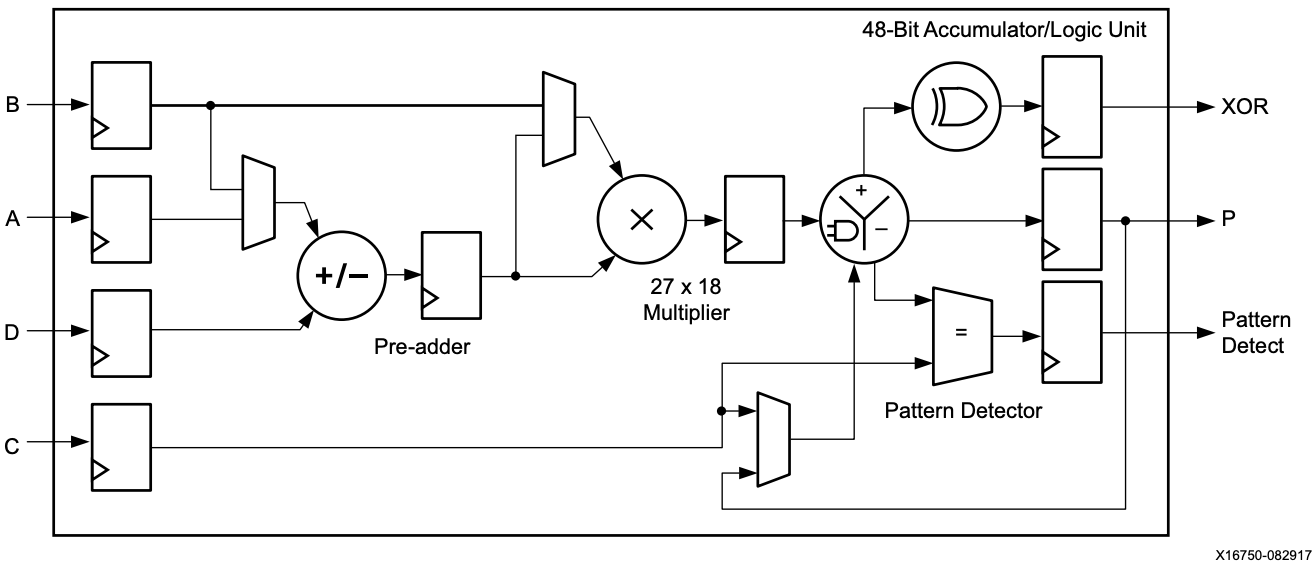 48-Bit Accumulator/Logic Unit
B
XOR
A
+
−
P
+/−
×
27 x 18
Multiplier
D
Pre-adder
=
Pattern
Detect
Pattern Detector
C
X16750-082917